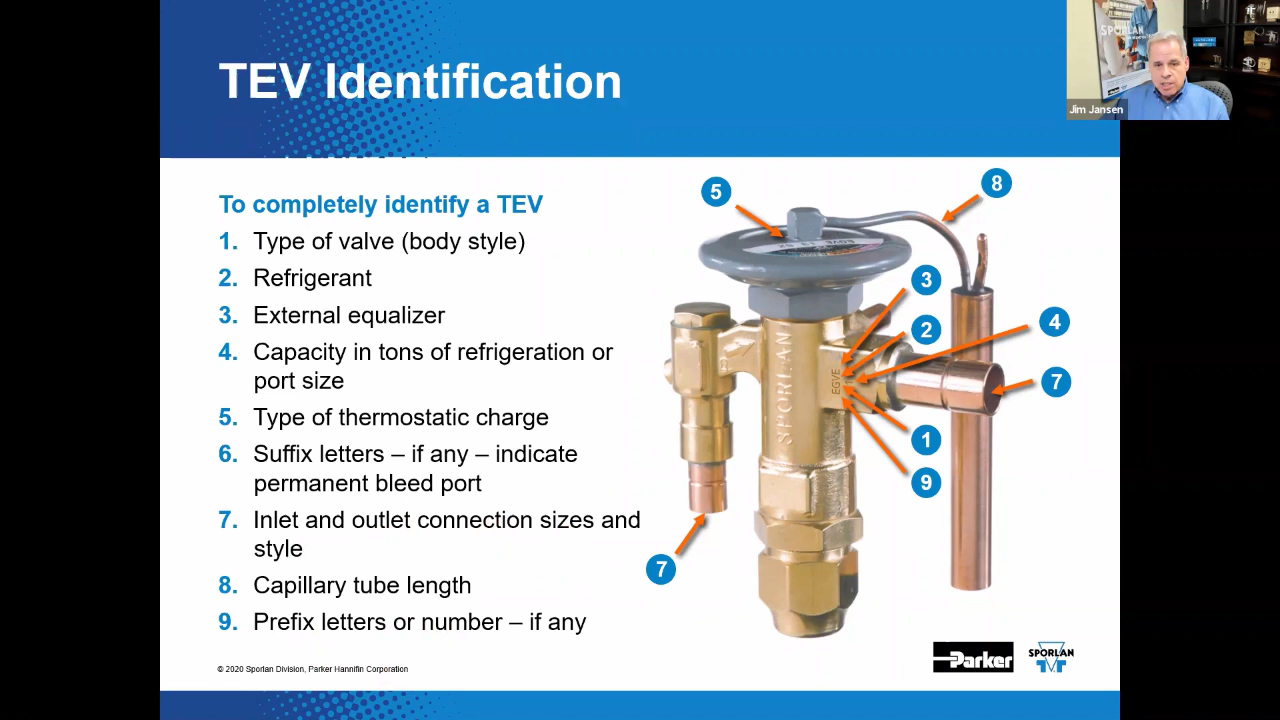 TEV Identification
SPORLAN
Parker
Jim Jansen
To completely identify a TEV
1. Type of valve (body style)
2. Refrigerant
3. External equalizer
4. Capacity in tons of refrigeration or
port size
5. Type of thermostatic charge
6. Suffix letters – if any – indicate
permanent bleed port
7. Inlet and outlet connection sizes and
style
8. Capillary tube length
9. Prefix letters or number – if any
5
8
3
2
4
7
1
9
7
SPORLAN
EGVE
© 2020 Sporlan Division, Parker Hannifin Corporation
Parker
SPORLAN